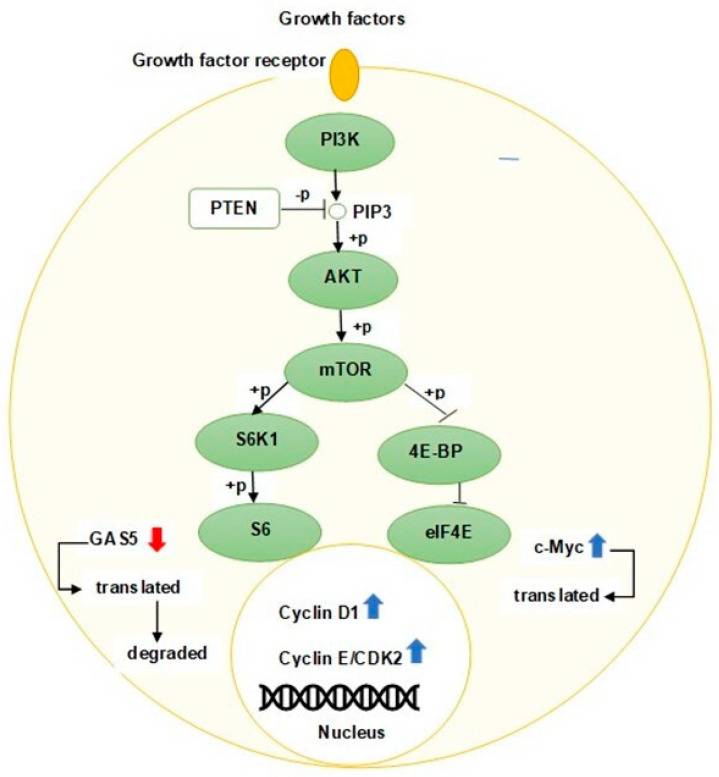 Growth factors
Growth factor receptor
PI3K
-p
PTEN
PIP3
+p
AKT
+p
mTOR
+p
+p
S6K1
4E-BP
+p
S6
eIF4E
GAS5
c-Myc
translated
translated
degraded
Cyclin D1
Cyclin E/CDK2
Nucleus